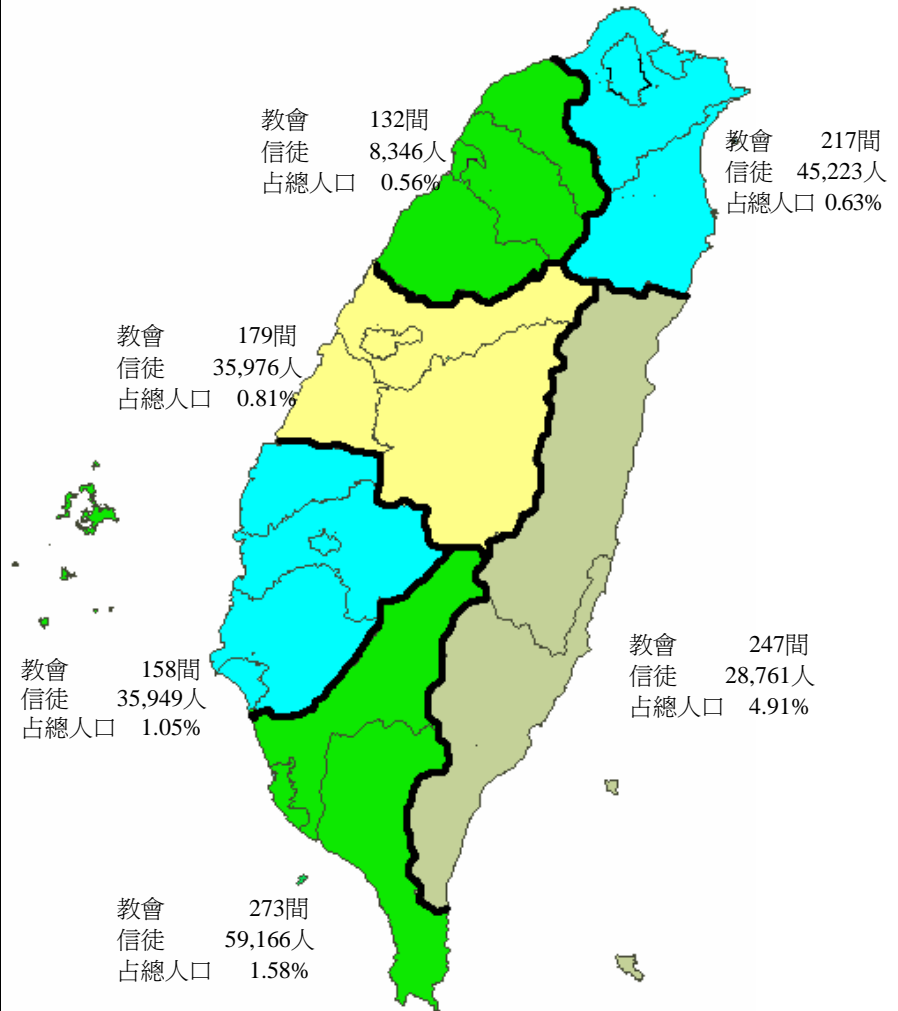 教會 132間
信徒 8,346人
占總人口 0.56%
教會 217間
信徒 45,223人
占總人口 0.63%
教會 179間
信徒 35,976人
占總人口 0.81%
教會 247間
信徒 28,761人
占總人口 4.91%
教會 158間
信徒 35,949人
占總人口 1.05%
教會 273間
信徒 59,166人
占總人口 1.58%